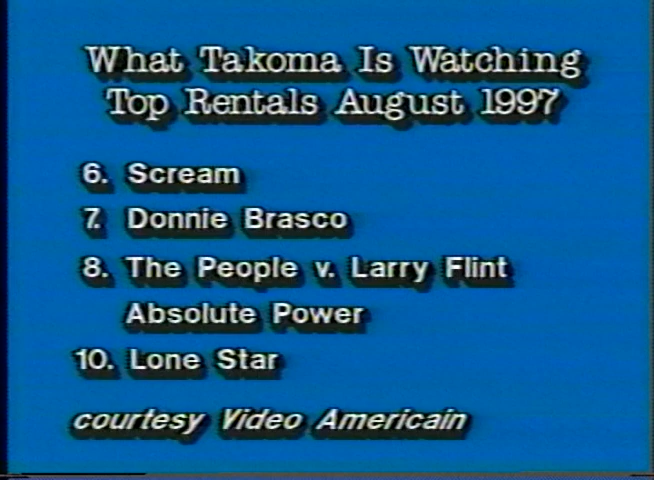 What Takoma Is Watching
Top Rentals August 1997
6. Scream
7. Donnie Brasco
8. The People v. Larry Flint
Absolute Power
10. Lone Star
courtesy Video Americain